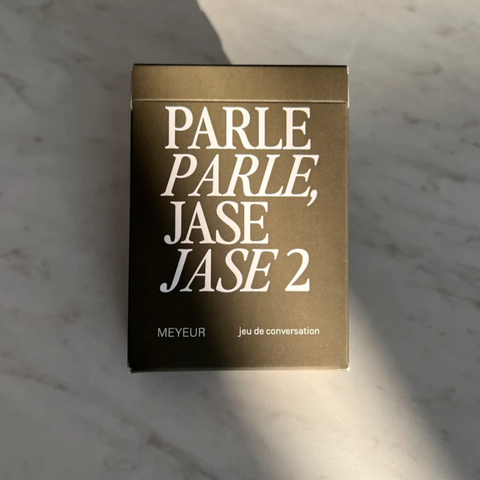 PARLE
PARLE,
JASE
JASE 2
MEYEUR jeu de conversation